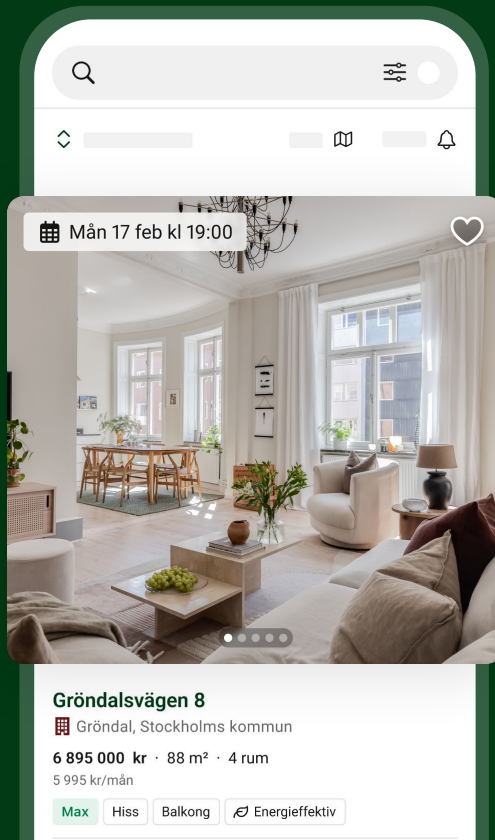 Mån 17 feb kl 19:00
Gröndalsvägen 8
Gröndal, Stockholms kommun
6 895 000 kr · 88 m² · 4 rum
5 995 kr/mån
Max Hiss Balkong Energieffektiv